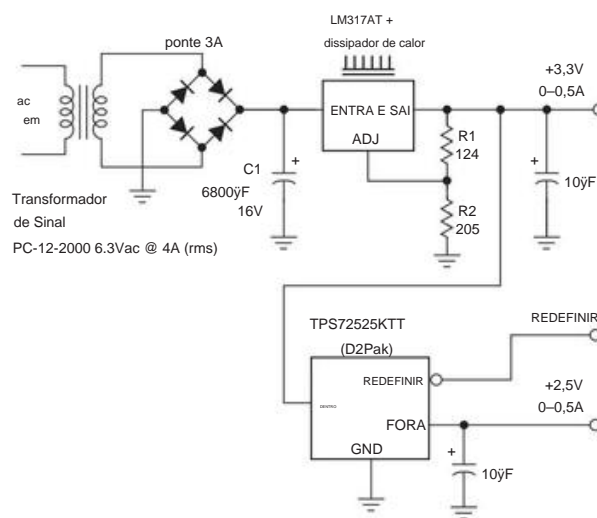 LM317AT +
dissipador de calor
ponte 3A
+3,3V
0–0,5A
ac
em
ENTRA E SAI
ADJ
R1
124
C1
+
6800ÿF
16V
R2
205
+
10ÿF
Transformador
de Sinal
PC-12-2000 6.3Vac @ 4A (rms)
TPS72525KTT
(D2Pak)
REDEFINIR
REDEFINIR
+2,5V
0–0,5A
DENTRO
FORA
GND
+
10ÿF